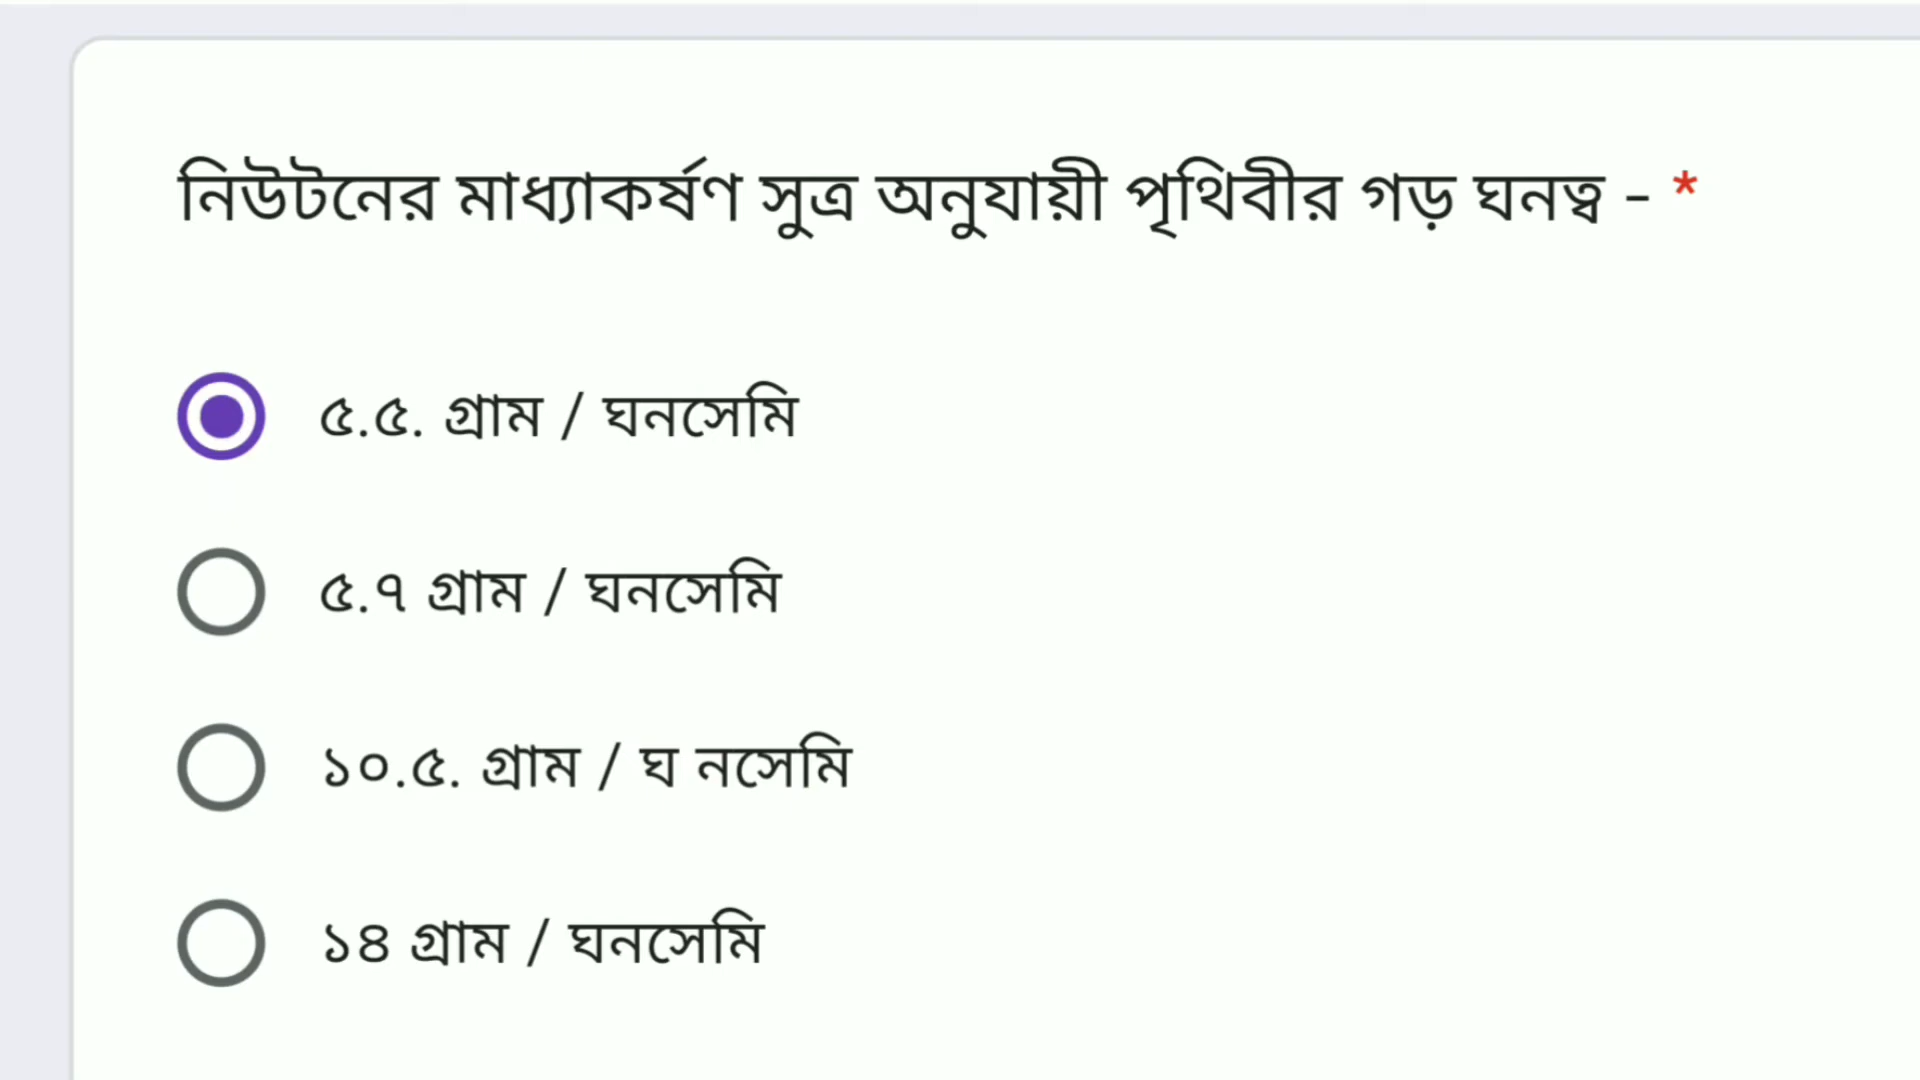 নিউটনের মাধ্যাকর্ষণ সুত্র অনুযায়ী পৃথিবীর গড় ঘনত্ব - *
৫.৫. গ্রাম / ঘনসেমি
৫.৭ গ্রাম / ঘনসেমি
১০.৫. গ্রাম / ঘ নসেমি
১৪ গ্রাম / ঘনসেমি